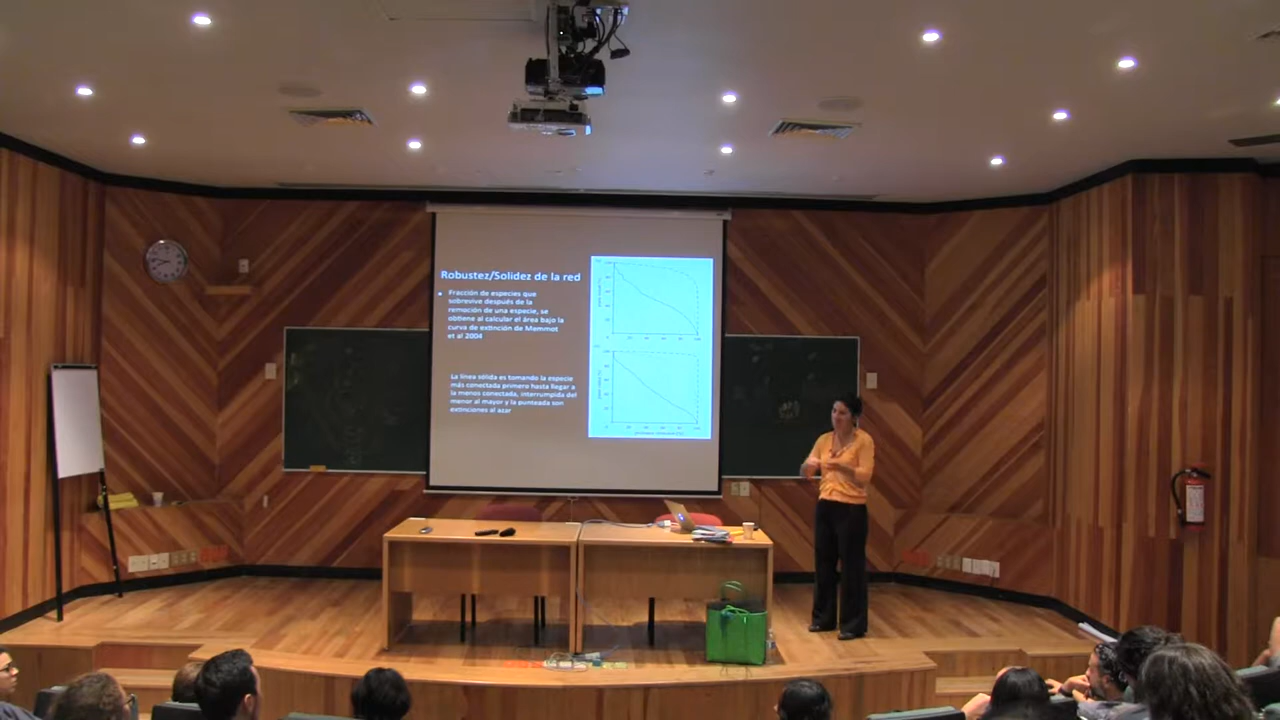 Robustez/Solidez de la red
Fracción de especies que
sobrevive después de la
remoción de una especie, se
obtiene al calcular el área bajo la
curva de extinción de Memmot
et al 2004
La línea sólida es tomando la especie
más conectada primero hasta llegar a
la menos conectada, interrumpida del
menor al mayor y la punteada son
extinciones al azar